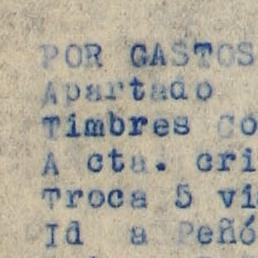 POR GASTOS
Apartado
Timbres Co
A cta. cri
Troca 5 vi
Id a Peñó